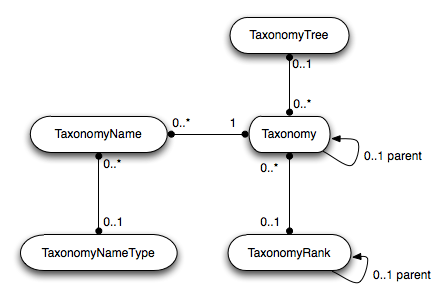 TaxonomyTree
0..1
0..*
0..*
1
TaxonomyName
Taxonomy
0..*
0..*
0..1 parent
0..1
0..1
TaxonomyNameType
TaxonomyRank
0..1 parent